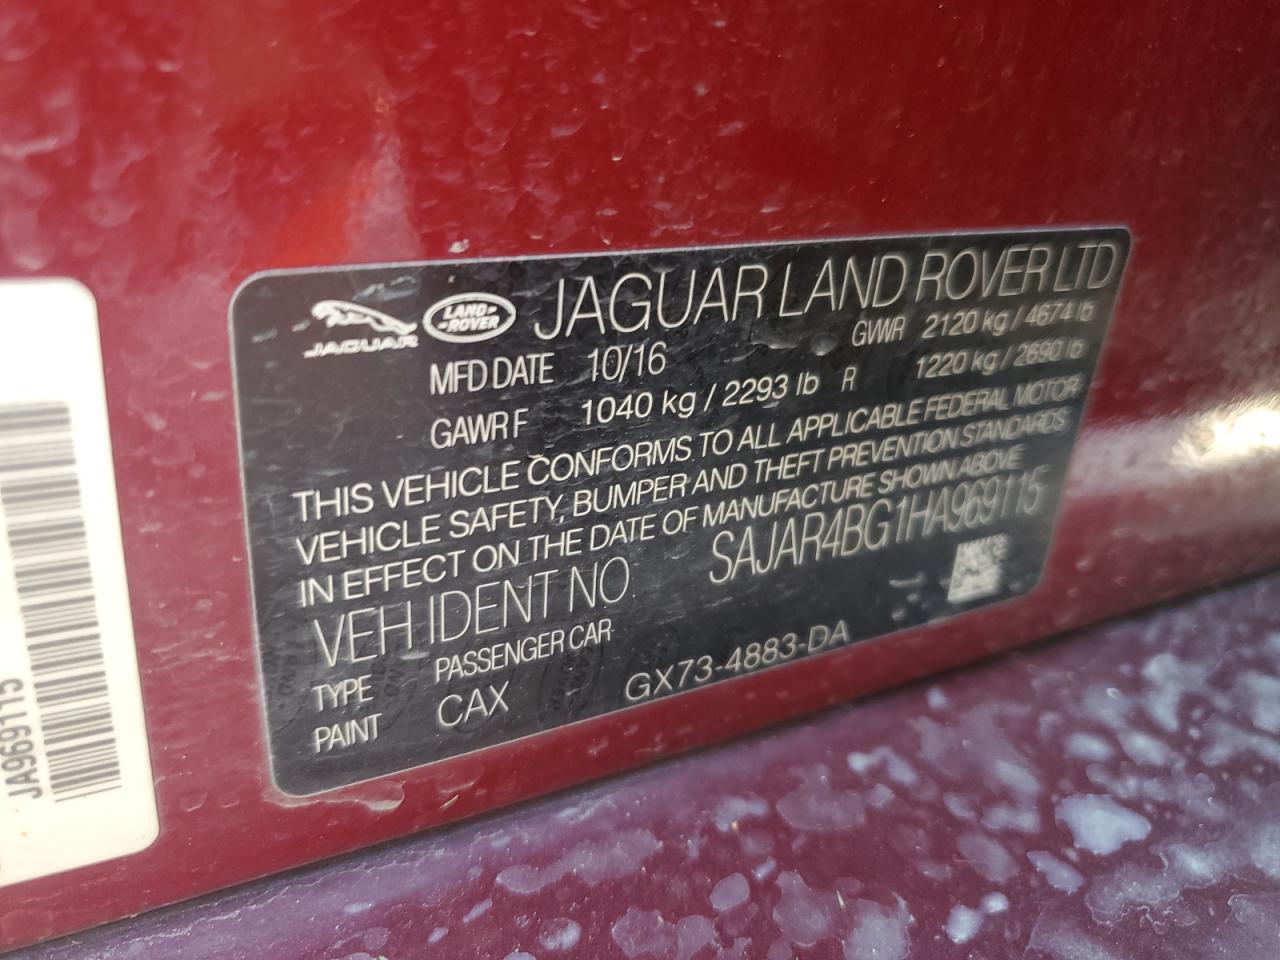 JAGUAR
LAND-
-ROVER
JAGUAR LAND ROVER LTD
MFD.DATE 10/16 GVWR 2120 kg / 4674 lb
GAWR F 1040 kg / 2293 lb R 1220 kg / 2690 lb
THIS VEHICLE CONFORMS TO ALL APPLICABLE FEDERAL MOTOR
VEHICLE SAFETY, BUMPER AND THEFT PREVENTION STANDARDS
IN EFFECT ON THE DATE OF MANUFACTURE SHOWN ABOVE
VEH IDENT NO SAJAR4BG1HA969115
TYPE PASSENGER CAR
PAINT CAX GX73-4883-DA
JA969115